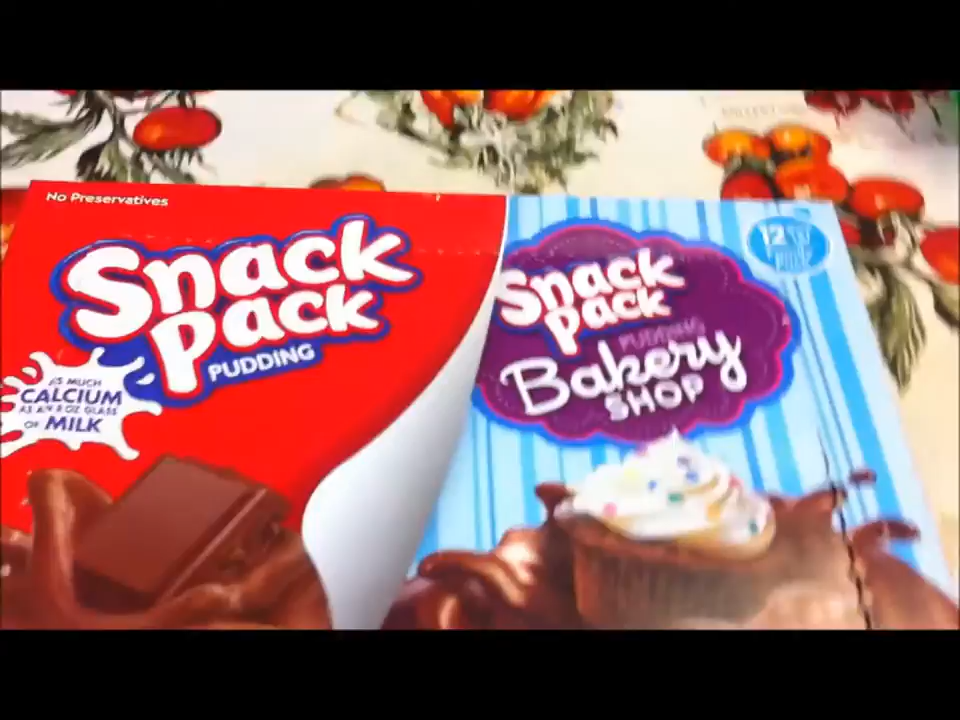 No Preservatives
Snack
Pack
PUDDING
AS MUCH
CALCIUM
AS AN 8 OZ GLASS
OF MILK
Snack
Pack
PUDDING
Bakery
SHOP
12